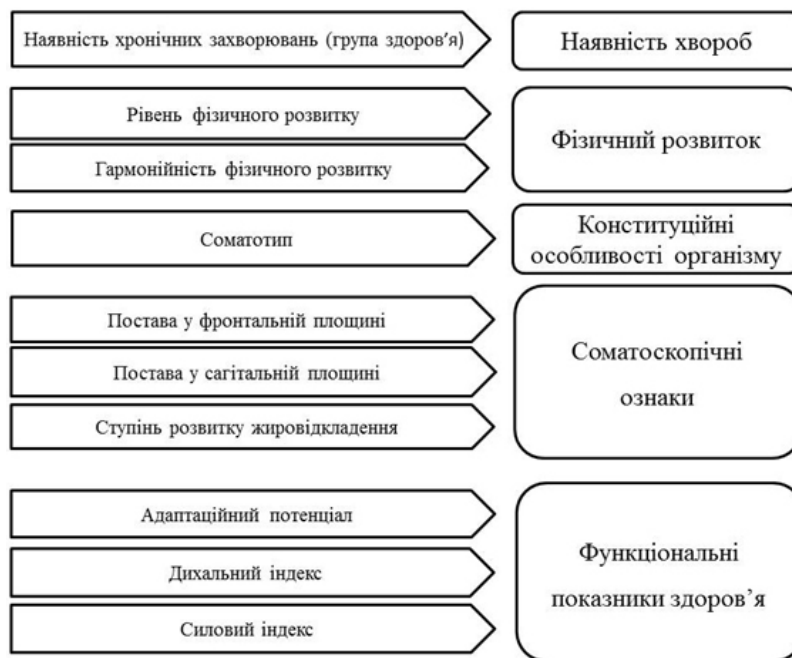 Наявність хронічних захворювань (група здоров'я)
Наявність хвороб
Рівень фізичного розвитку
Гармонійність фізичного розвитку
Фізичний розвиток
Соматотип
Конституційні
особливості організму
Постава у фронтальній площині
Постава у сагітальній площині
Ступінь розвитку жировідкладення
Соматоскопічні
ознаки
Адаптаційний потенціал
Дихальний індекс
Силовий індекс
Функціональні
показники здоров’я